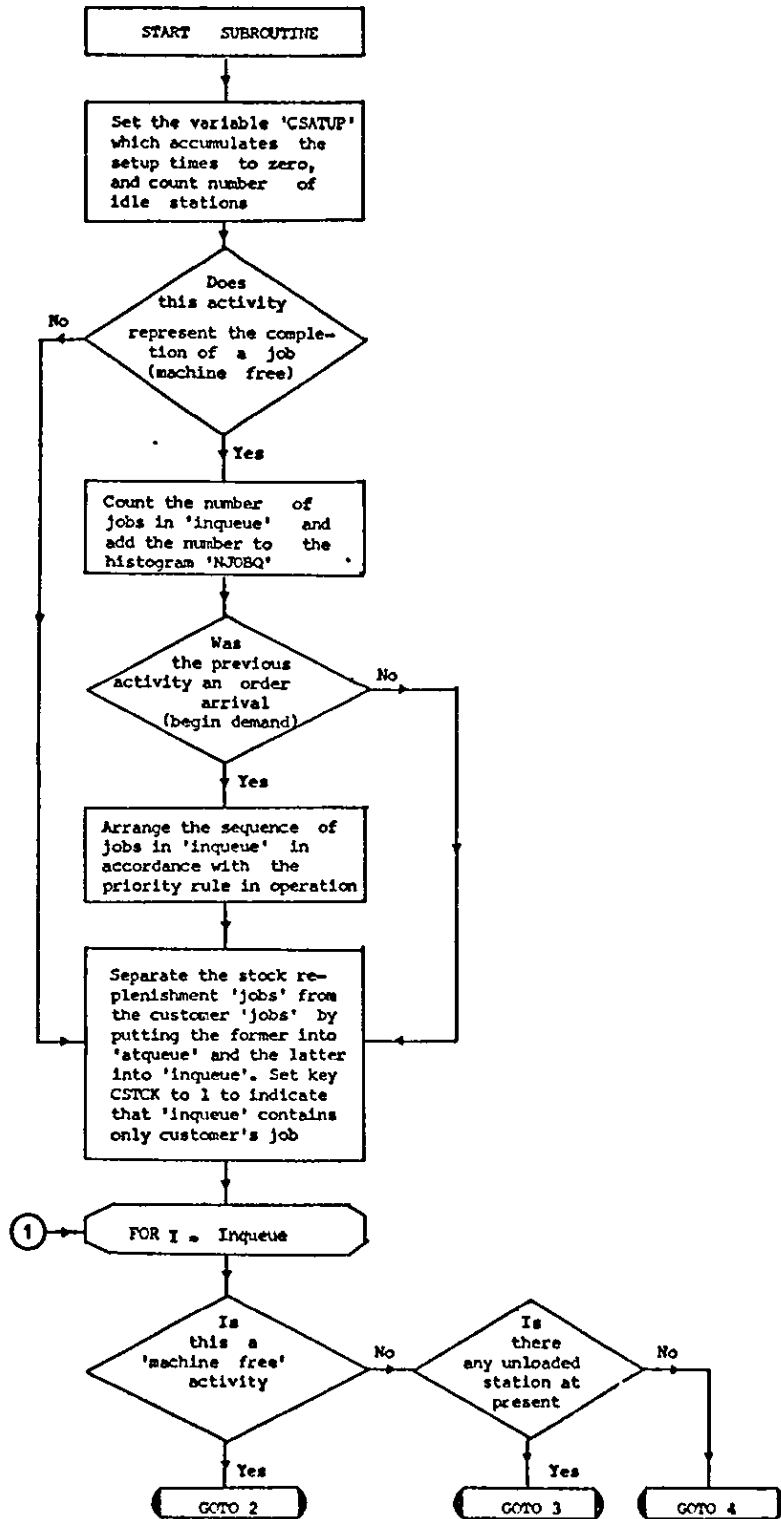 START SUBROUTINE
Set the variable 'CSATUP'
which accumulates the
setup times to zero,
and count number of
idle stations
Does
this activity
represent the comple-
tion of a job
(machine free)
No
Yes
Count the number of
jobs in 'inqueue' and
add the number to the
histogram 'NJOBQ'
Was
the previous
activity an order
arrival
(begin demand)
No
Yes
Arrange the sequence of
jobs in 'inqueue' in
accordance with the
priority rule in operation
Separate the stock re-
plenishment 'jobs' from
the customer 'jobs' by
putting the former into
'atqueue' and the latter
into 'inqueue'. Set key
CSTCK to 1 to indicate
that 'inqueue' contains
only customer's job
1
FOR I = Inqueue
Is
this a
'machine free'
activity
No
Is
there
any unloaded
station at
present
No
Yes
Yes
GOTO 2
GOTO 3
GOTO 4